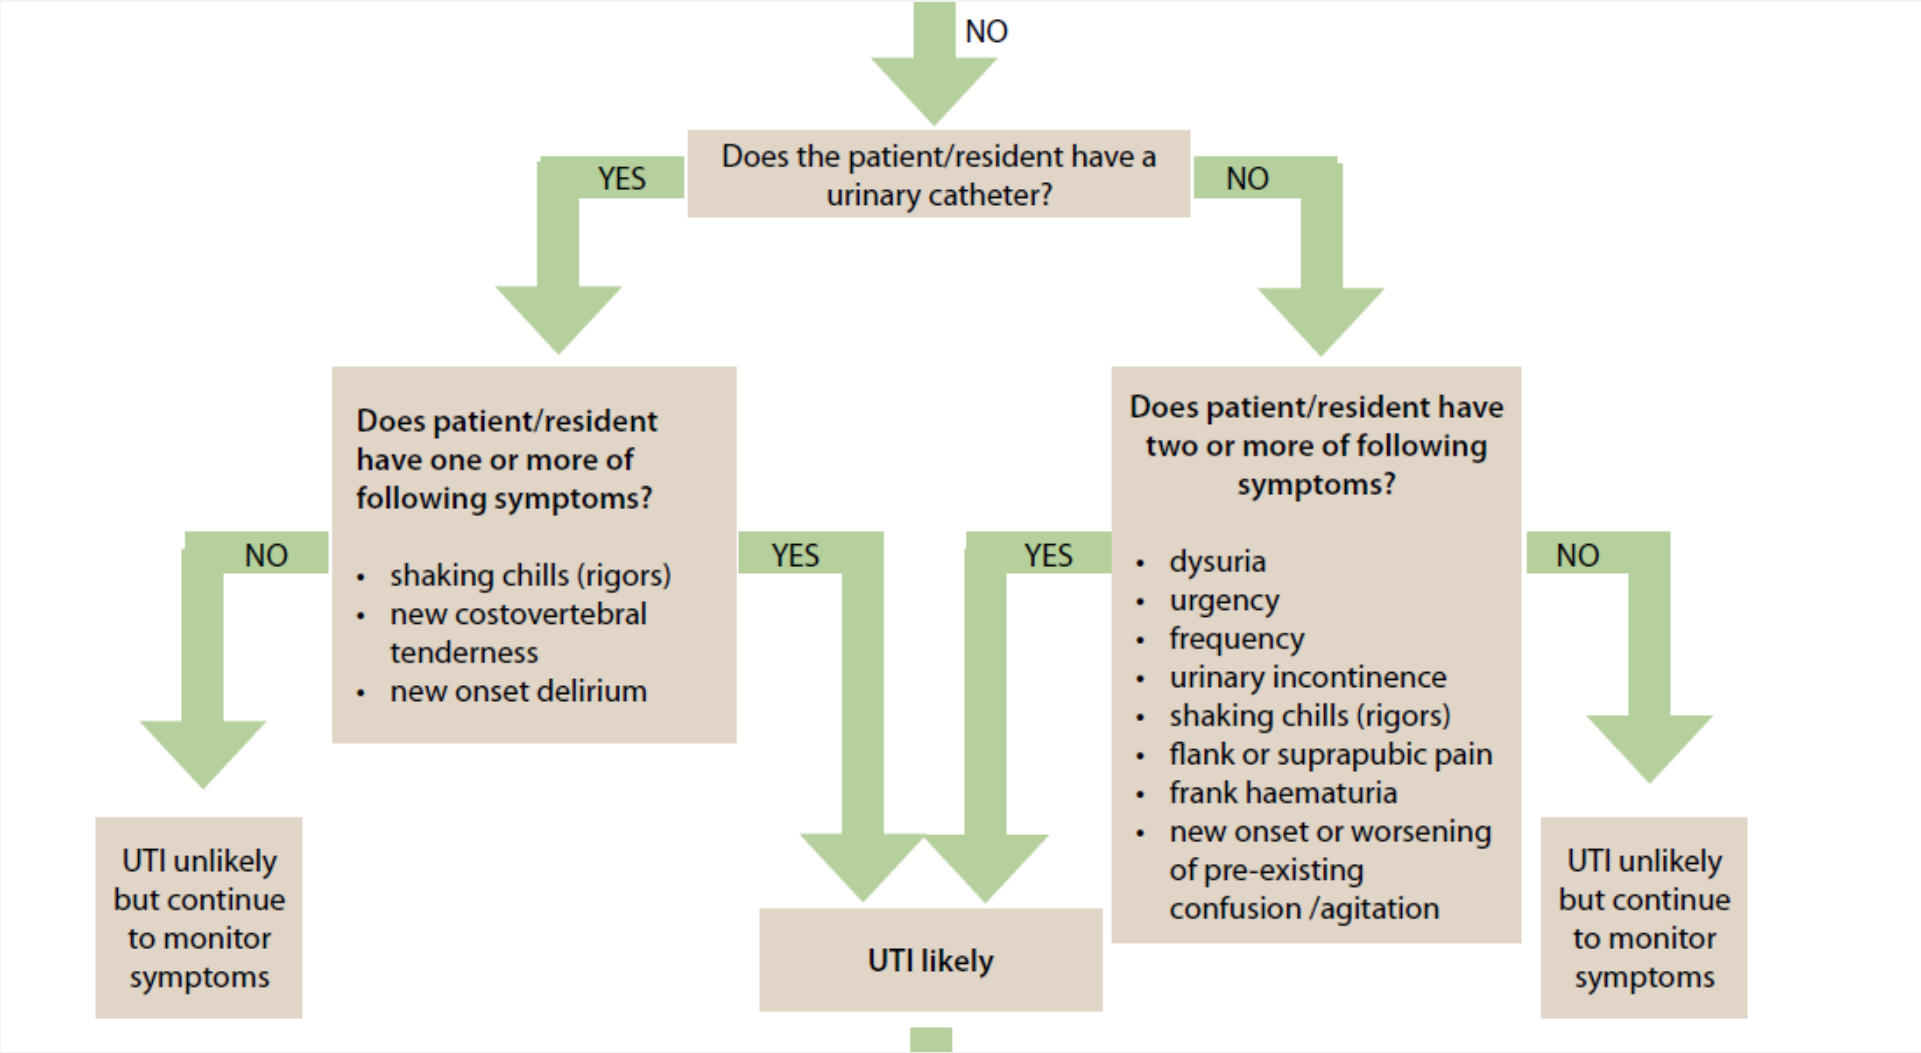 NO
Does the patient/resident have a
urinary catheter?
YES
NO
Does patient/resident
have one or more of
following symptoms?
• shaking chills (rigors)
• new costovertebral
tenderness
• new onset delirium
NO
YES
Does patient/resident have
two or more of following
symptoms?
• dysuria
• urgency
• frequency
• urinary incontinence
• shaking chills (rigors)
• flank or suprapubic pain
• frank haematuria
• new onset or worsening
of pre-existing
confusion /agitation
YES
NO
UTI unlikely
but continue
to monitor
symptoms
UTI likely
UTI unlikely
but continue
to monitor
symptoms